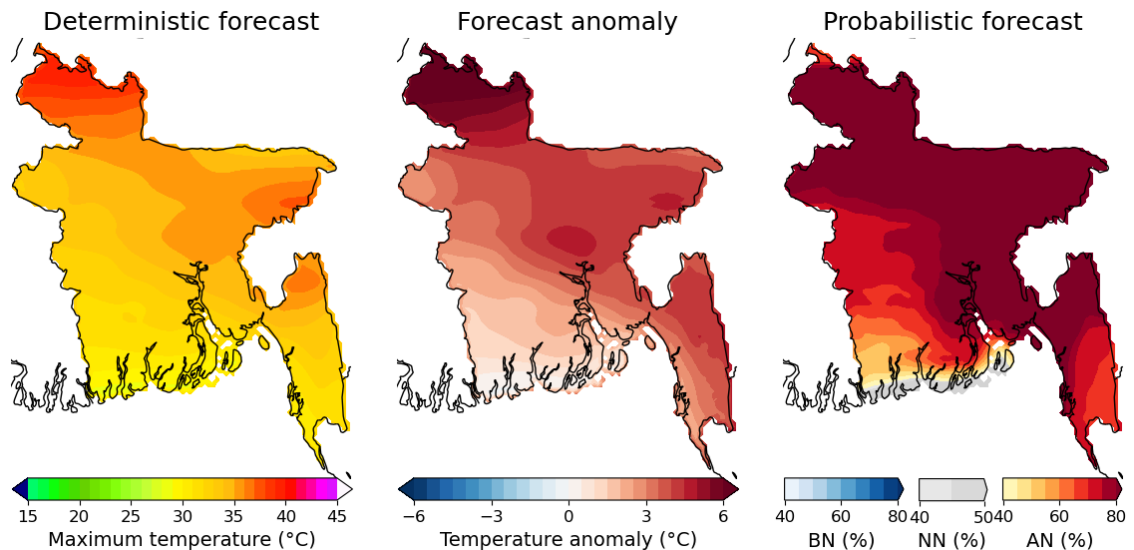 Deterministic forecast
Forecast anomaly
Probabilistic forecast
15 20 25 30 35 40 45
Maximum temperature (°C)
−6 −3 0 3 6
Temperature anomaly (°C)
40 60 80
BN (%)
40 50
NN (%)
40 60 80
AN (%)